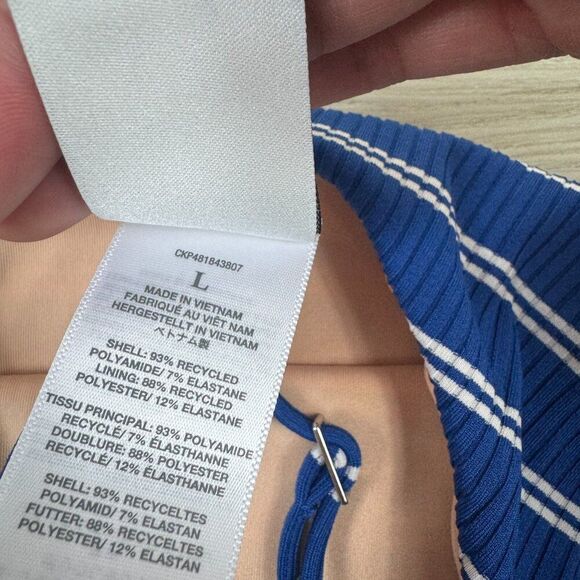 CKP481843807
L
MADE IN VIETNAM
FABRIQUÉ AU VIÊT NAM
HERGESTELLT IN VIETNAM
ベトナム製
SHELL: 93% RECYCLED
POLYAMIDE/ 7% ELASTANE
LINING: 88% RECYCLED
POLYESTER/ 12% ELASTANE
TISSU PRINCIPAL: 93% POLYAMIDE
RECYCLÉ/ 7% ÉLASTHANNE
DOUBLURE: 88% POLYESTER
RECYCLÉ/ 12% ÉLASTHANNE
SHELL: 93% RECYCELTES
POLYAMID/ 7% ELASTAN
FUTTER: 88% RECYCELTES
POLYESTER/ 12% ELASTAN